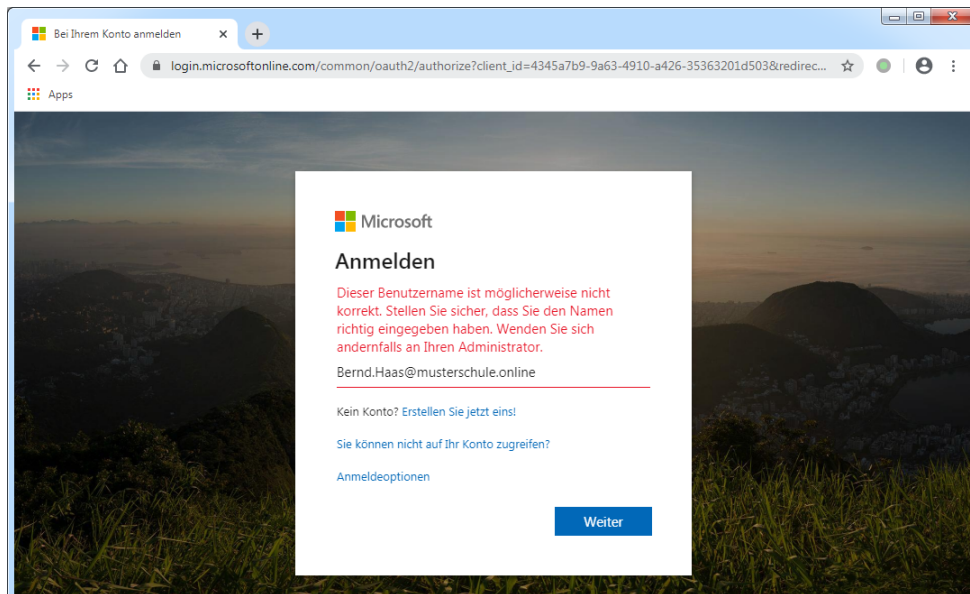 Bei Ihrem Konto anmelden
login.microsoftonline.com/common/oauth2/authorize?client_id=4345a7b9-9a63-4910-a426-35363201d503&redirec...
Apps
Microsoft
Anmelden
Dieser Benutzername ist möglicherweise nicht
korrekt. Stellen Sie sicher, dass Sie den Namen
richtig eingegeben haben. Wenden Sie sich
andernfalls an Ihren Administrator.
Bernd.Haas@musterschule.online
Kein Konto? Erstellen Sie jetzt eins!
Sie können nicht auf Ihr Konto zugreifen?
Anmeldeoptionen
Weiter